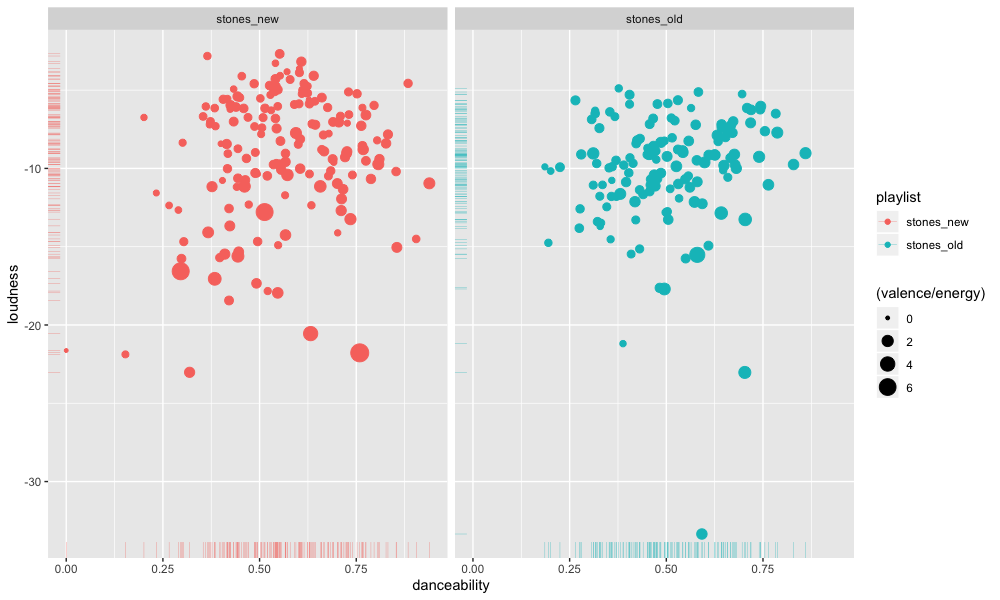 stones_new stones_old
loudness
-10
-20
-30
0.00 0.25 0.50 0.75 0.00 0.25 0.50 0.75
danceability
playlist
stones_new
stones_old
(valence/energy)
0
2
4
6